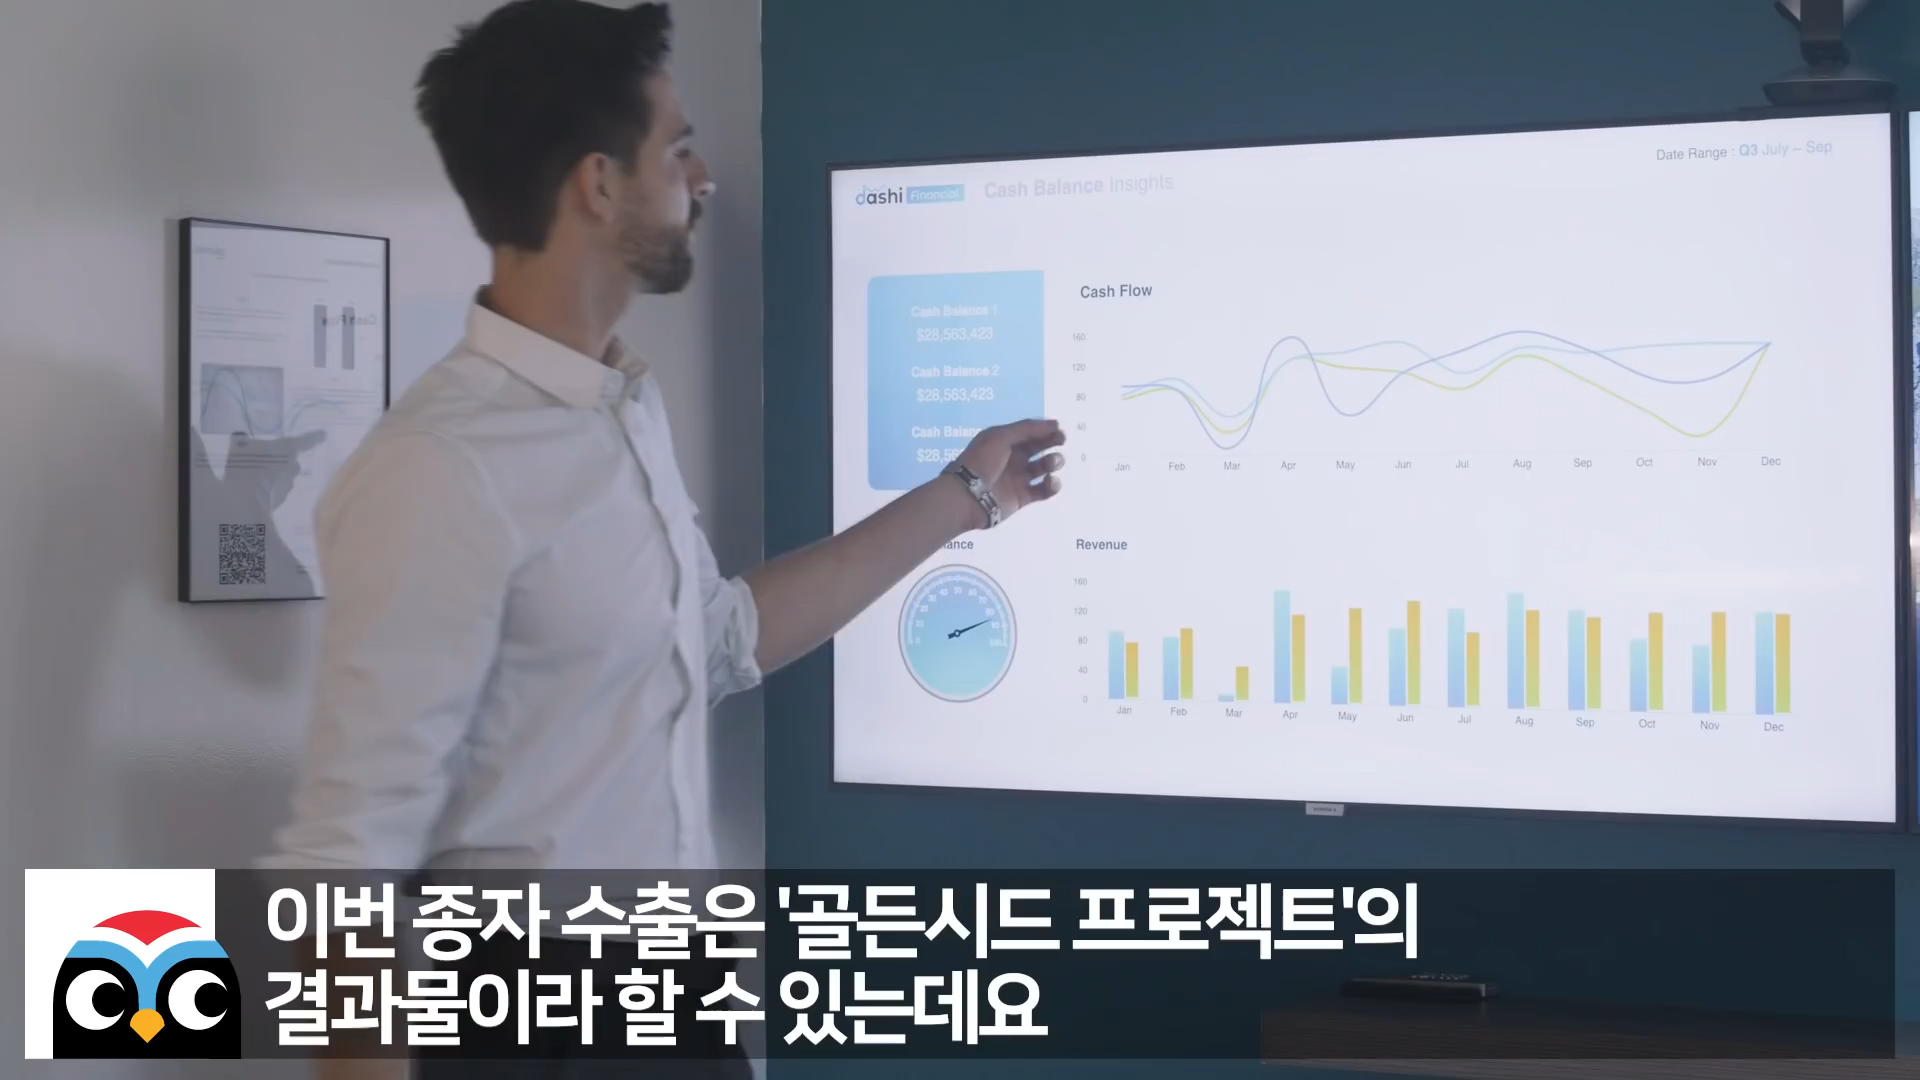 Date Range : Q3 July – Sep
dashi Financial Cash Balance Insights
Cash Balance 1
$28,563,423
Cash Balance 2
$28,563,423
Cash
$28,
Cash Flow
160
120
80
40
0
Jan Feb Mar Apr May Jun Jul Aug Sep Oct Nov Dec
Revenue
160
120
80
40
0
Jan Feb Mar Apr May Jun Jul Aug Sep Oct Nov Dec
이번 종자 수출은 '골든시드 프로젝트'의
결과물이라 할 수 있는데요